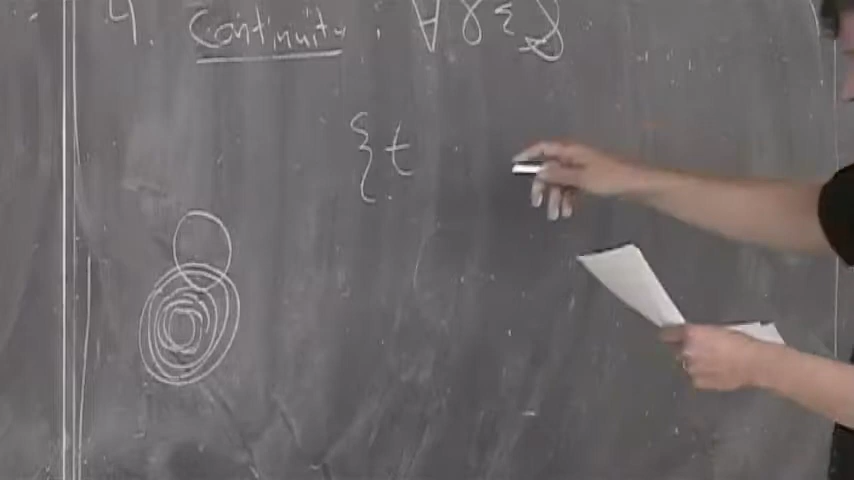 4. Continuity : ∀ γ ∈ S
{ t